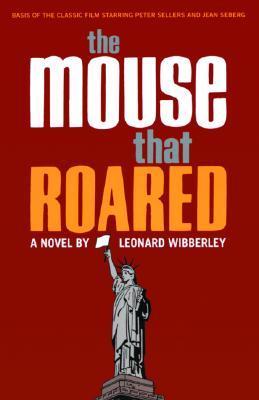 BASIS OF THE CLASSIC FILM STARRING PETER SELLERS AND JEAN SEBERG
the
MOUSE
that
ROARED
A NOVEL BY LEONARD WIBBERLEY